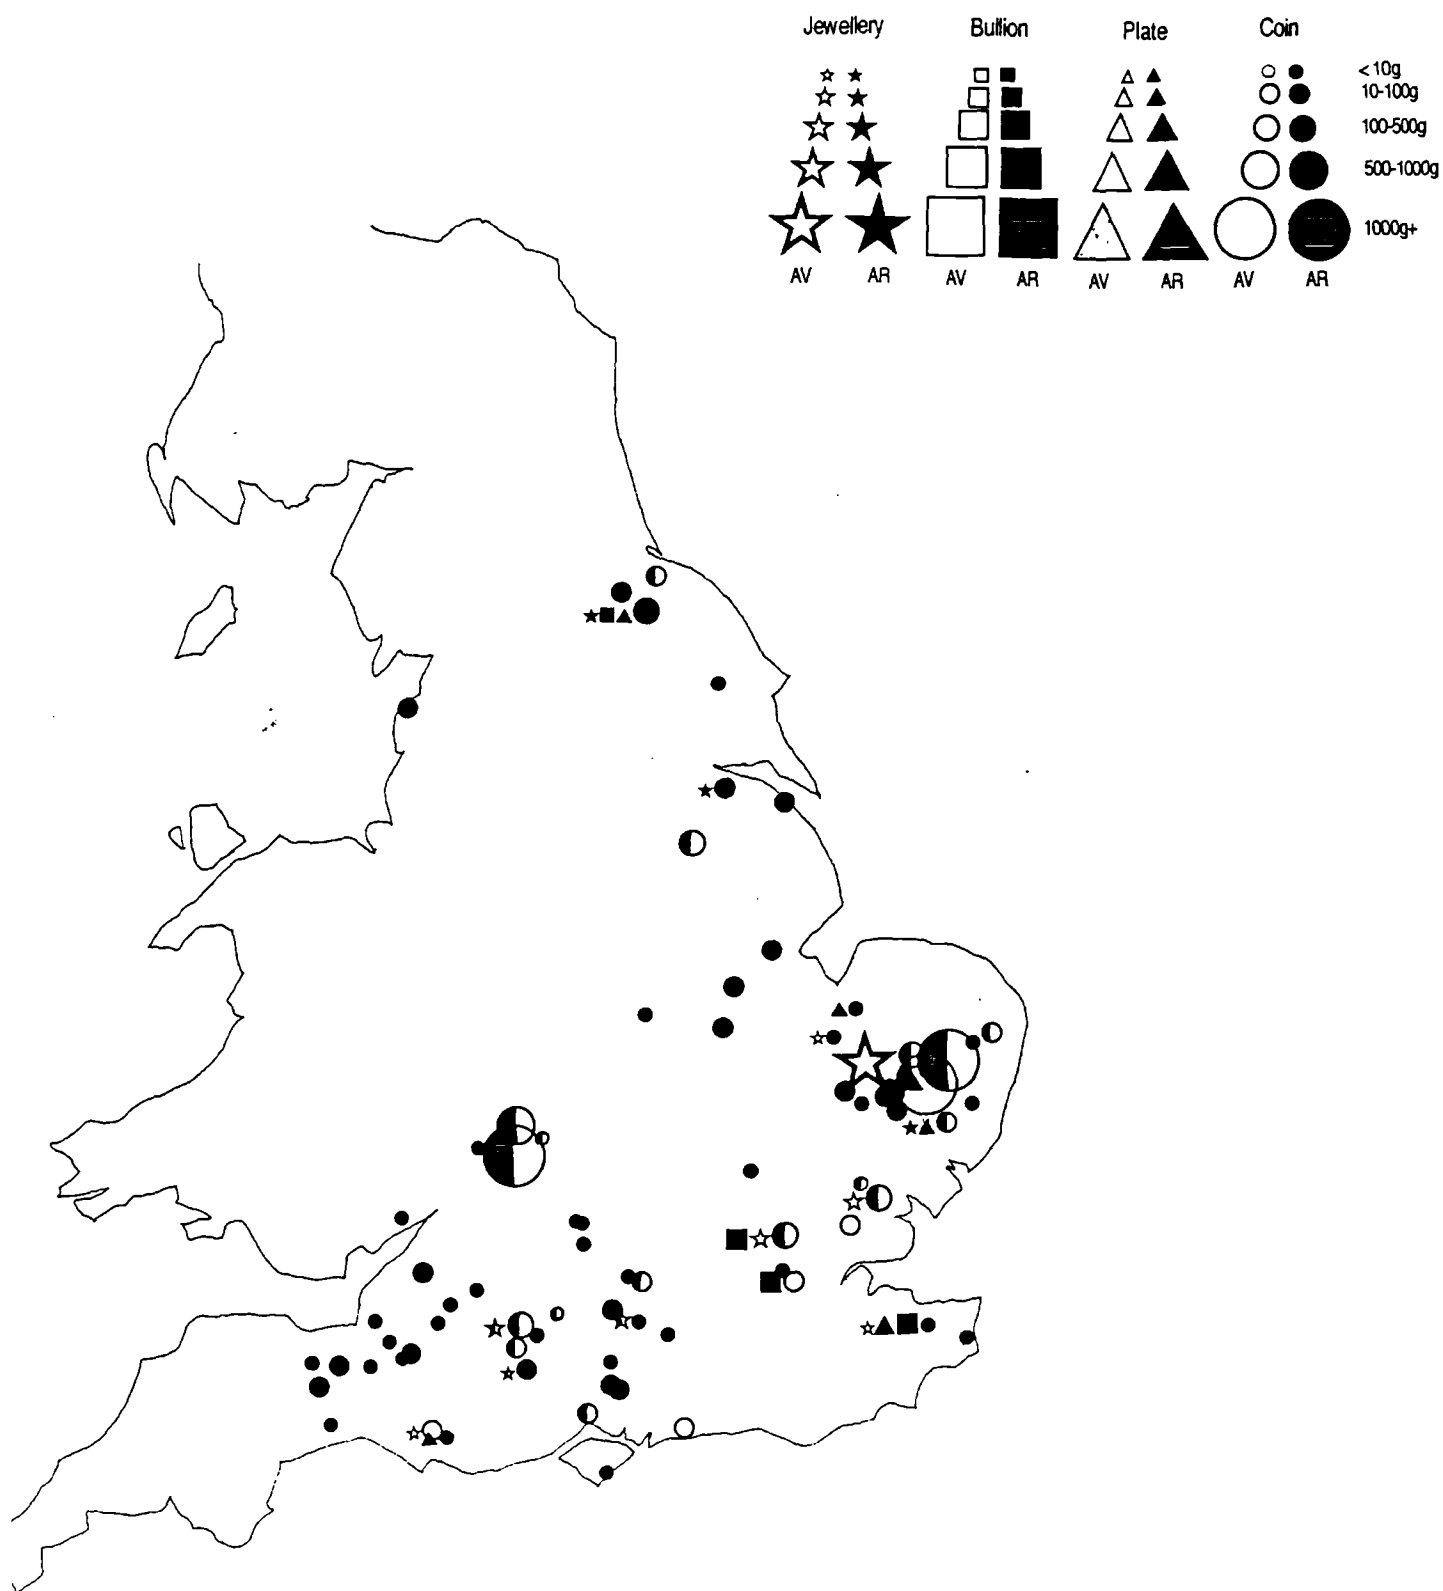 Jewellery Bullion Plate Coin
<10g
10-100g
100-500g
500-1000g
1000g+
AV AR AV AR AV AR AV AR